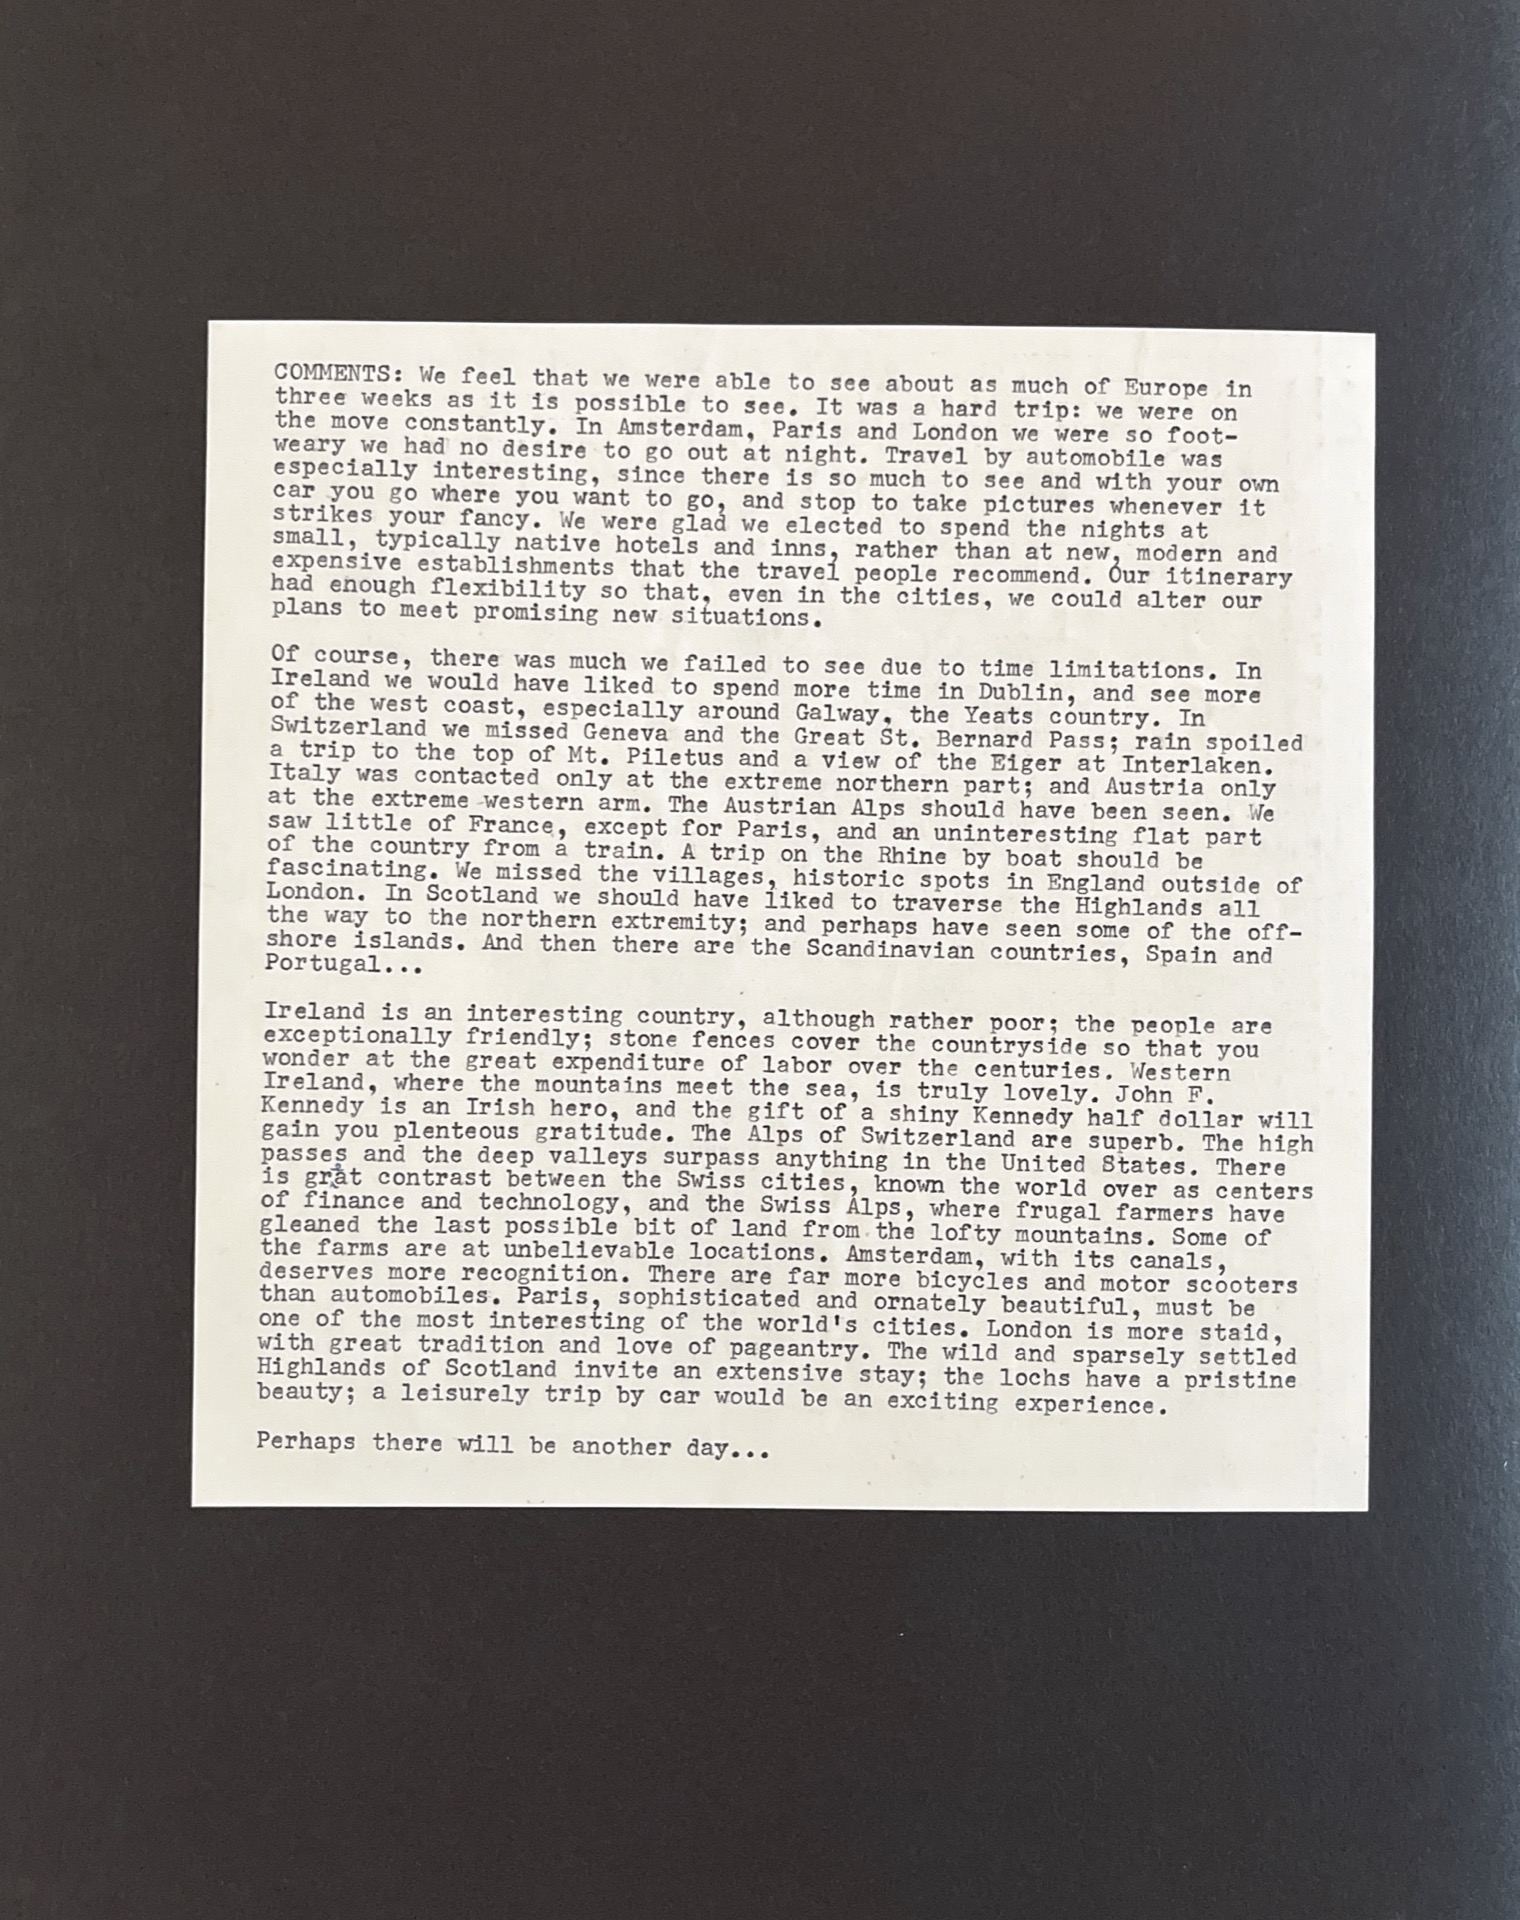 COMMENTS: We feel that we were able to see about as much of Europe in
three weeks as it is possible to see. It was a hard trip: we were on
the move constantly. In Amsterdam, Paris and London we were so foot-
weary we had no desire to go out at night. Travel by automobile was
especially interesting, since there is so much to see and with your own
car you go where you want to go, and stop to take pictures whenever it
strikes your fancy. We were glad we elected to spend the nights at
small, typically native hotels and inns, rather than at new, modern and
expensive establishments that the travel people recommend. Our itinerary
had enough flexibility so that, even in the cities, we could alter our
plans to meet promising new situations.
Of course, there was much we failed to see due to time limitations. In
Ireland we would have liked to spend more time in Dublin, and see more
of the west coast, especially around Galway, the Yeats country. In
Switzerland we missed Geneva and the Great St. Bernard Pass; rain spoiled
a trip to the top of Mt. Piletus and a view of the Eiger at Interlaken.
Italy was contacted only at the extreme northern part; and Austria only
at the extreme western arm. The Austrian Alps should have been seen. We
saw little of France, except for Paris, and an uninteresting flat part
of the country from a train. A trip on the Rhine by boat should be
fascinating. We missed the villages, historic spots in England outside of
London. In Scotland we should have liked to traverse the Highlands all
the way to the northern extremity; and perhaps have seen some of the off-
shore islands. And then there are the Scandinavian countries, Spain and
Portugal...
Ireland is an interesting country, although rather poor; the people are
exceptionally friendly; stone fences cover the countryside so that you
wonder at the great expenditure of labor over the centuries. Western
Ireland, where the mountains meet the sea, is truly lovely. John F.
Kennedy is an Irish hero, and the gift of a shiny Kennedy half dollar will
gain you plenteous gratitude. The Alps of Switzerland are superb. The high
passes and the deep valleys surpass anything in the United States. There
is great contrast between the Swiss cities, known the world over as centers
of finance and technology, and the Swiss Alps, where frugal farmers have
gleaned the last possible bit of land from the lofty mountains. Some of
the farms are at unbelievable locations. Amsterdam, with its canals,
deserves more recognition. There are far more bicycles and motor scooters
than automobiles. Paris, sophisticated and ornately beautiful, must be
one of the most interesting of the world's cities. London is more staid,
with great tradition and love of pageantry. The wild and sparsely settled
Highlands of Scotland invite an extensive stay; the lochs have a pristine
beauty; a leisurely trip by car would be an exciting experience.
Perhaps there will be another day...